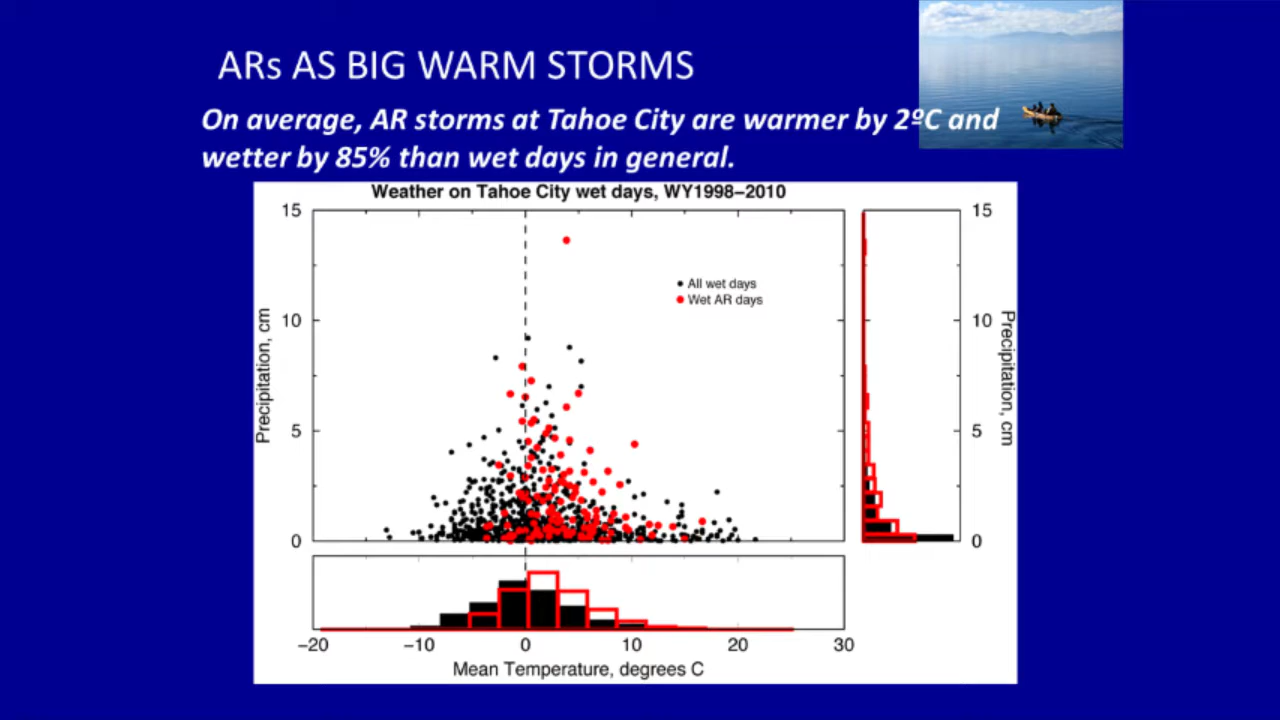 ARs AS BIG WARM STORMS
On average, AR storms at Tahoe City are warmer by 2ºC and
wetter by 85% than wet days in general.
Weather on Tahoe City wet days, WY1998–2010
15
10
5
0
Precipitation, cm
All wet days
Wet AR days
15
10
5
0
Precipitation, cm
−20 −10 0 10 20 30
Mean Temperature, degrees C